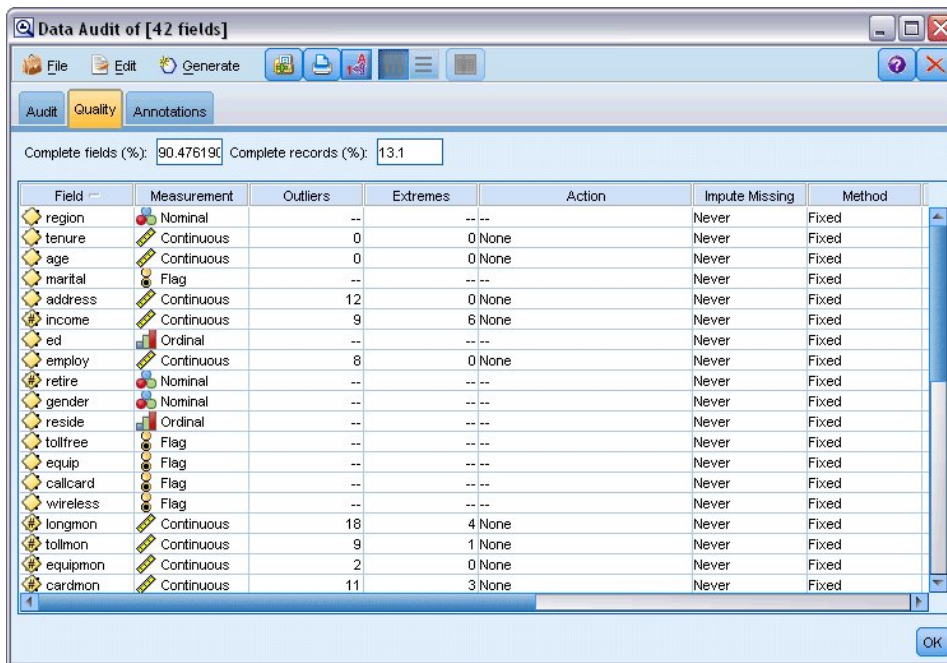 Data Audit of [42 fields]
File Edit Generate
Audit Quality Annotations
Complete fields (%): 90.476190 Complete records (%): 13.1
Field Measurement Outliers Extremes Action Impute Missing Method
region Nominal -- -- -- Never Fixed
tenure Continuous 0 0 None Never Fixed
age Continuous 0 0 None Never Fixed
marital Flag -- -- -- Never Fixed
address Continuous 12 0 None Never Fixed
income Continuous 9 6 None Never Fixed
ed Ordinal -- -- -- Never Fixed
employ Continuous 8 0 None Never Fixed
retire Nominal -- -- -- Never Fixed
gender Nominal -- -- -- Never Fixed
reside Ordinal -- -- -- Never Fixed
tollfree Flag -- -- -- Never Fixed
equip Flag -- -- -- Never Fixed
callcard Flag -- -- -- Never Fixed
wireless Flag -- -- -- Never Fixed
longmon Continuous 18 4 None Never Fixed
tollmon Continuous 9 1 None Never Fixed
equipmon Continuous 2 0 None Never Fixed
cardmon Continuous 11 3 None Never Fixed
OK